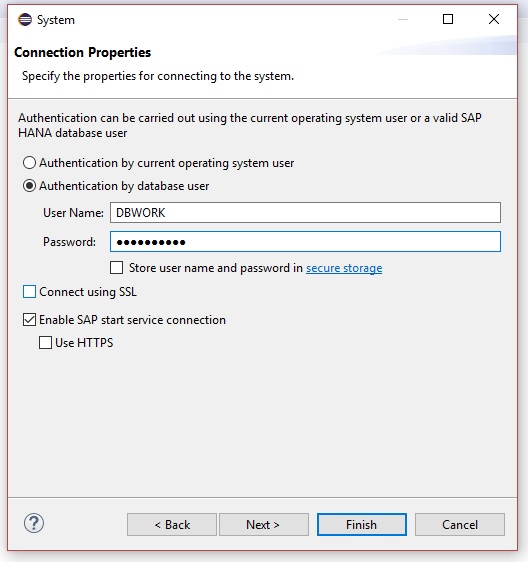 System
Connection Properties
Specify the properties for connecting to the system.
Authentication can be carried out using the current operating system user or a valid SAP
HANA database user
Authentication by current operating system user
Authentication by database user
User Name: DBWORK
Password: ●●●●●●●●●●
Store user name and password in secure storage
Connect using SSL
Enable SAP start service connection
Use HTTPS
? < Back Next > Finish Cancel